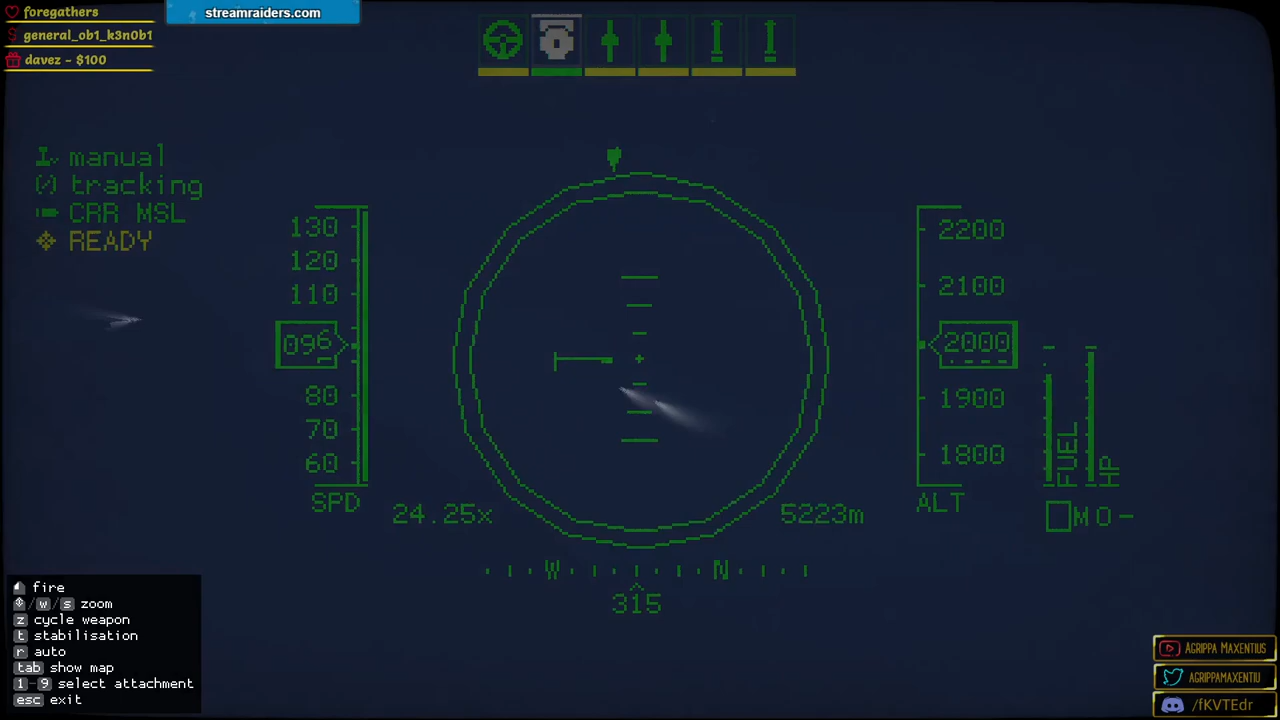 foregathers
general_ob1_k3n0b1
davez - $100
streamraiders.com
manual
tracking
CRR MSL
READY
130
120
110
096
80
70
60
SPD
2200
2100
2000
1900
1800
ALT
FUEL
HP
24.25x
5223m
W N
315
fire
/w/s zoom
z cycle weapon
t stabilisation
r auto
tab show map
1-9 select attachment
esc exit
AGRIPPA MAXENTIUS
AGRIPPAMAXENTIU
/fKVTEdr